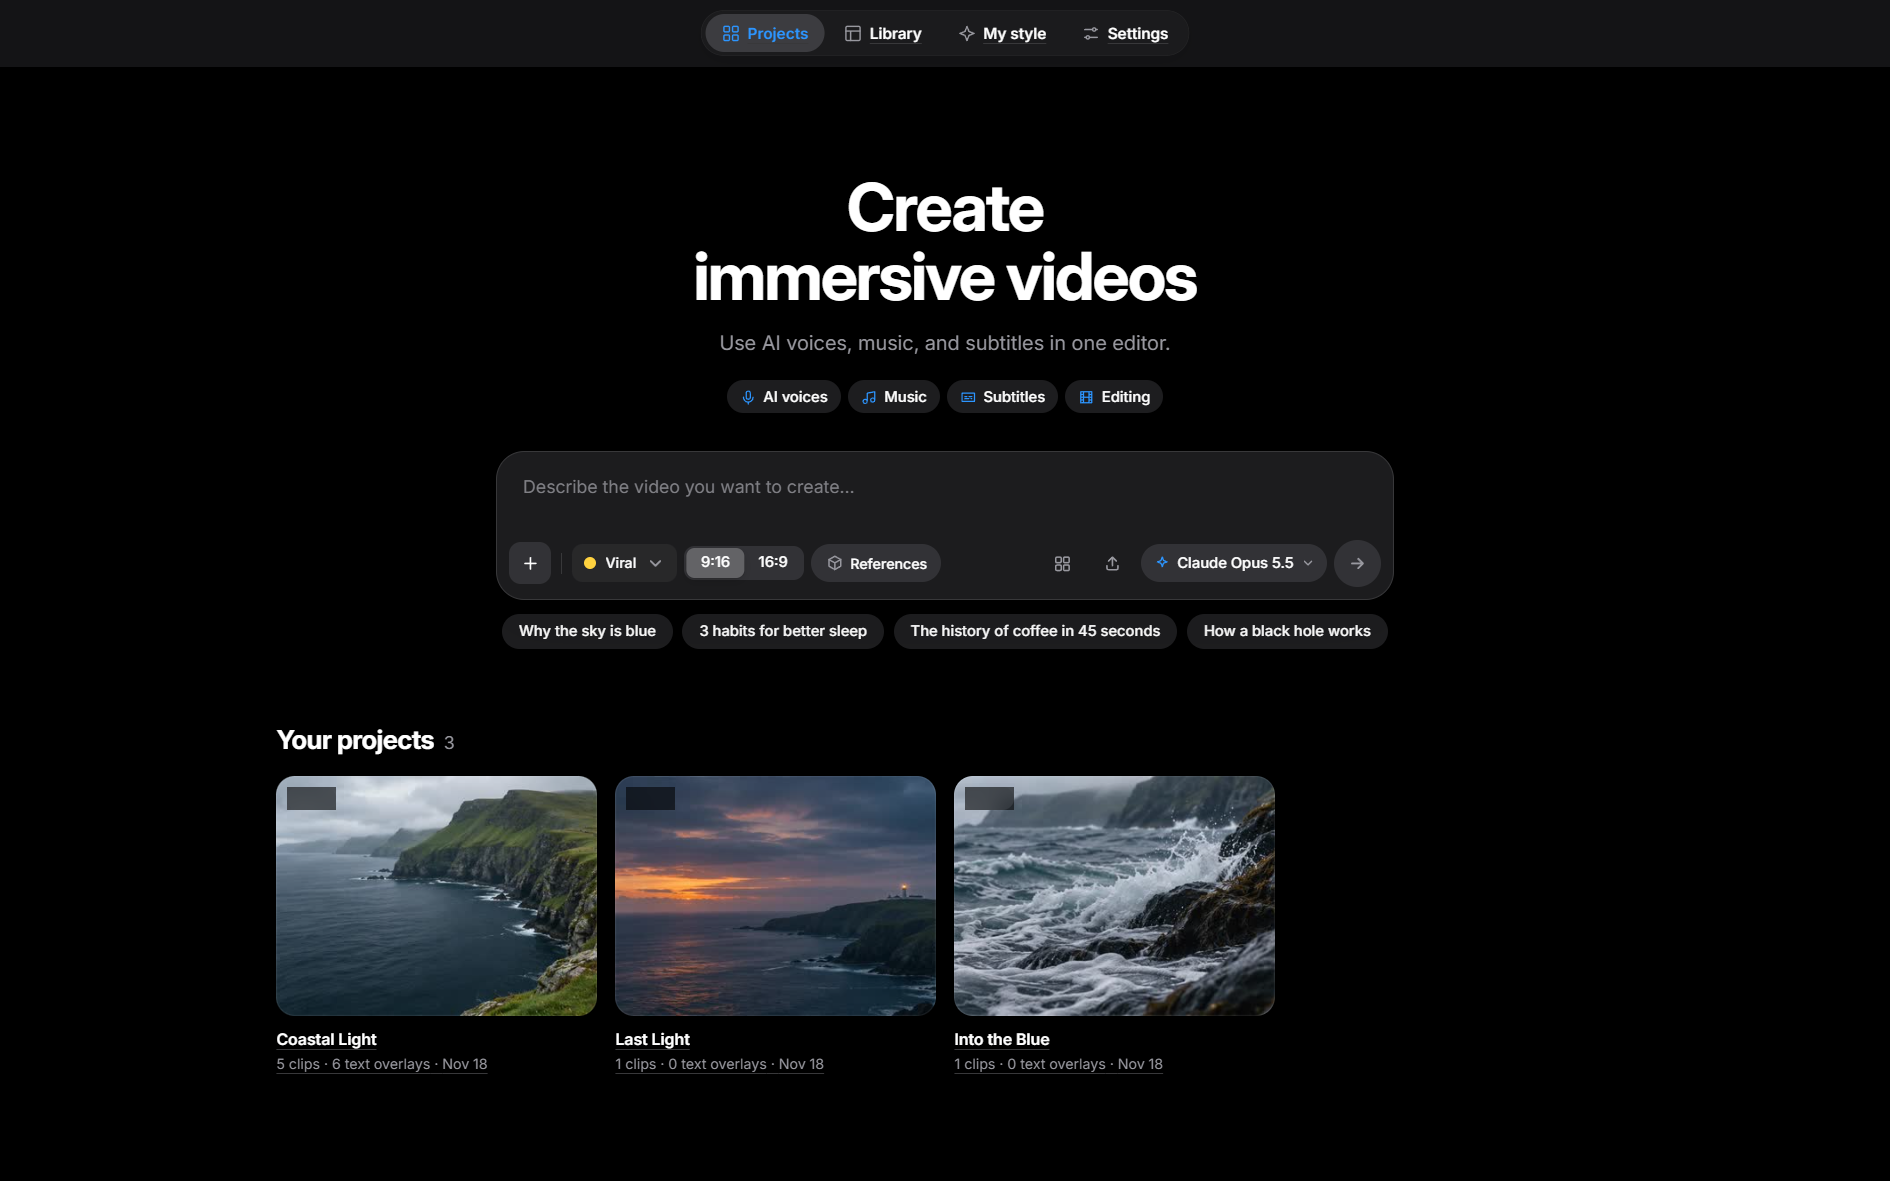 Projects
Library
My style
Settings
Create
immersive videos
Use AI voices, music, and subtitles in one editor.
AI voices
Music
Subtitles
Editing
Describe the video you want to create...
Viral
9:16
16:9
References
Claude Opus 5.5
Why the sky is blue
3 habits for better sleep
The history of coffee in 45 seconds
How a black hole works
Your projects 3
Coastal Light
5 clips · 6 text overlays · Nov 18
Last Light
1 clips · 0 text overlays · Nov 18
Into the Blue
1 clips · 0 text overlays · Nov 18